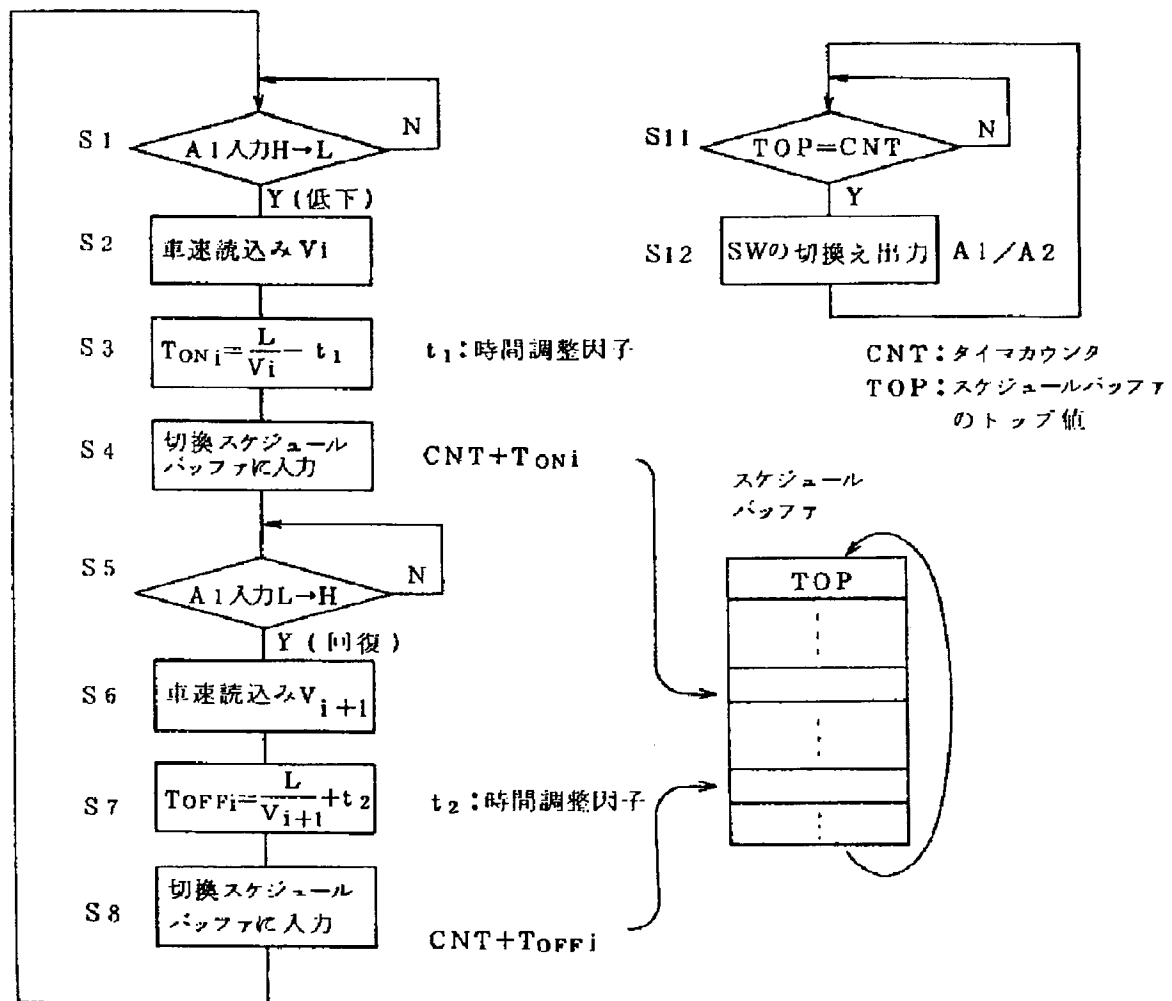 S1
A1入力H→L
N
Y(低下)
S2
車速読込みVi
S3
TONi=L/Vi－t1
t1:時間調整因子
S4
切換スケジュール
バッファに入力
CNT+TONi
S5
A1入力L→H
N
Y(回復)
S6
車速読込みVi+1
S7
TOFFi=L/Vi+1+t2
t2:時間調整因子
S8
切換スケジュール
バッファに入力
CNT+TOFFi
S11
TOP=CNT
N
Y
S12
SWの切換え出力
A1/A2
CNT:タイマカウンタ
TOP:スケジュールバッファ
のトップ値
スケジュール
バッファ
TOP